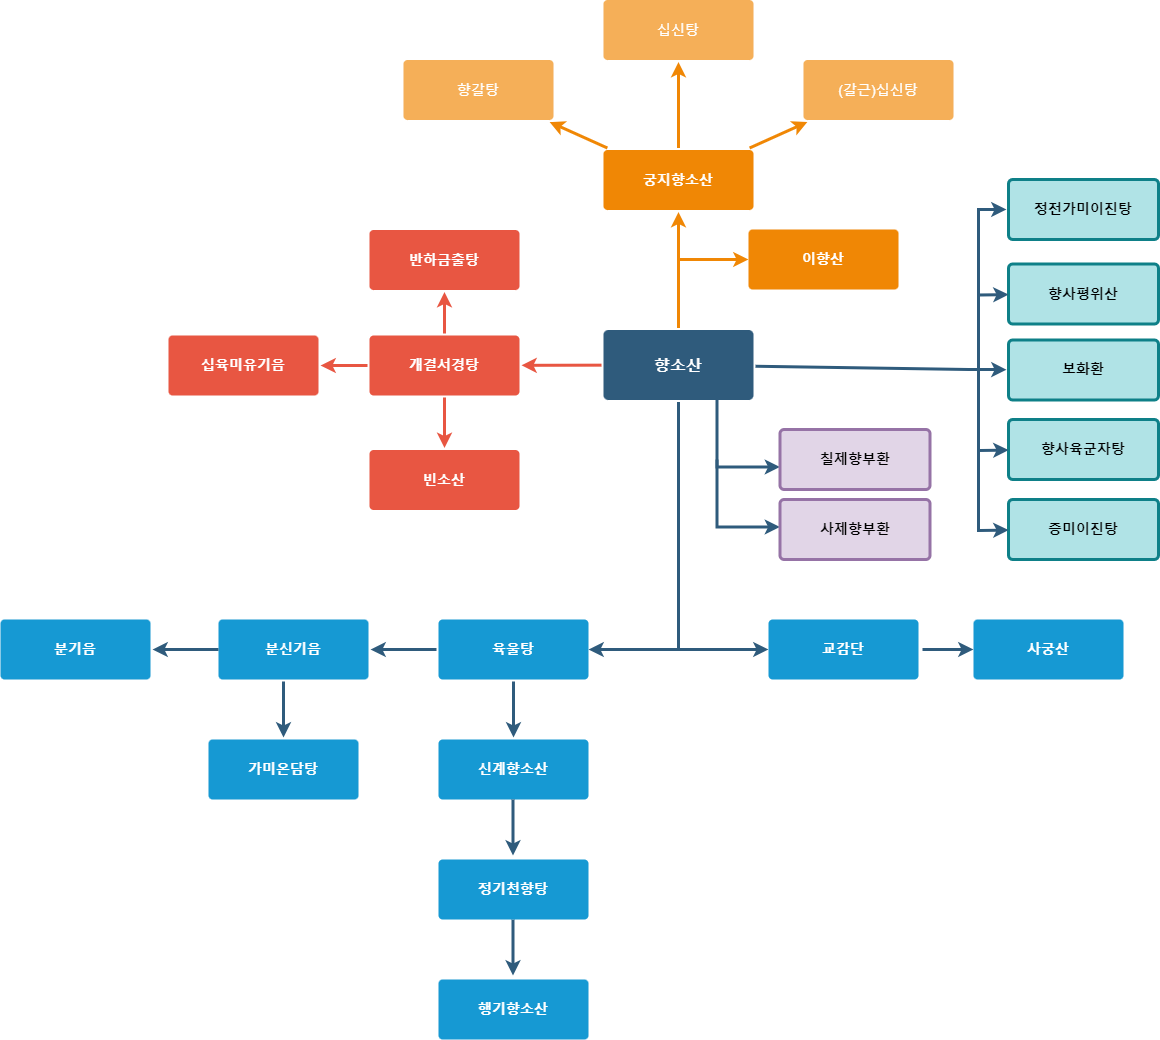 십신탕
향갈탕
(갈근)십신탕
궁지향소산
정전가미이진탕
이향산
반하금출탕
향사평위산
십육미유기음
개결서경탕
향소산
보화환
향사육군자탕
칠제향부환
빈소산
사제향부환
증미이진탕
분기음
분신기음
육울탕
교감단
사궁산
가미온담탕
신계향소산
정기천향탕
행기향소산